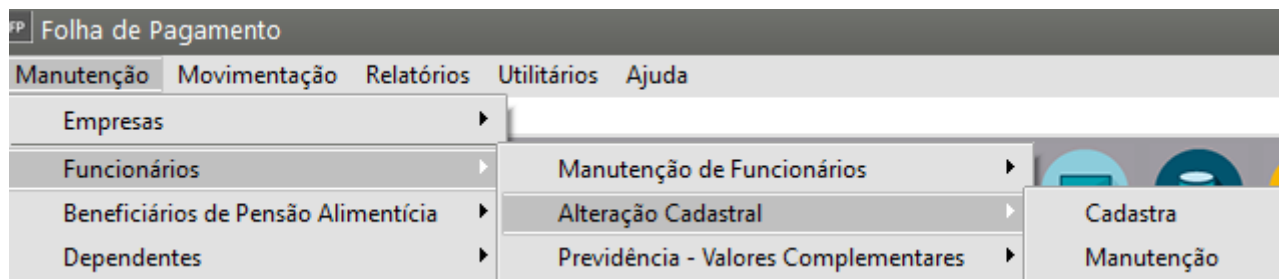 FP Folha de Pagamento
Manutenção Movimentação Relatórios Utilitários Ajuda
Empresas
Funcionários Manutenção de Funcionários
Beneficiários de Pensão Alimentícia Alteração Cadastral Cadastra
Dependentes Previdência - Valores Complementares Manutenção